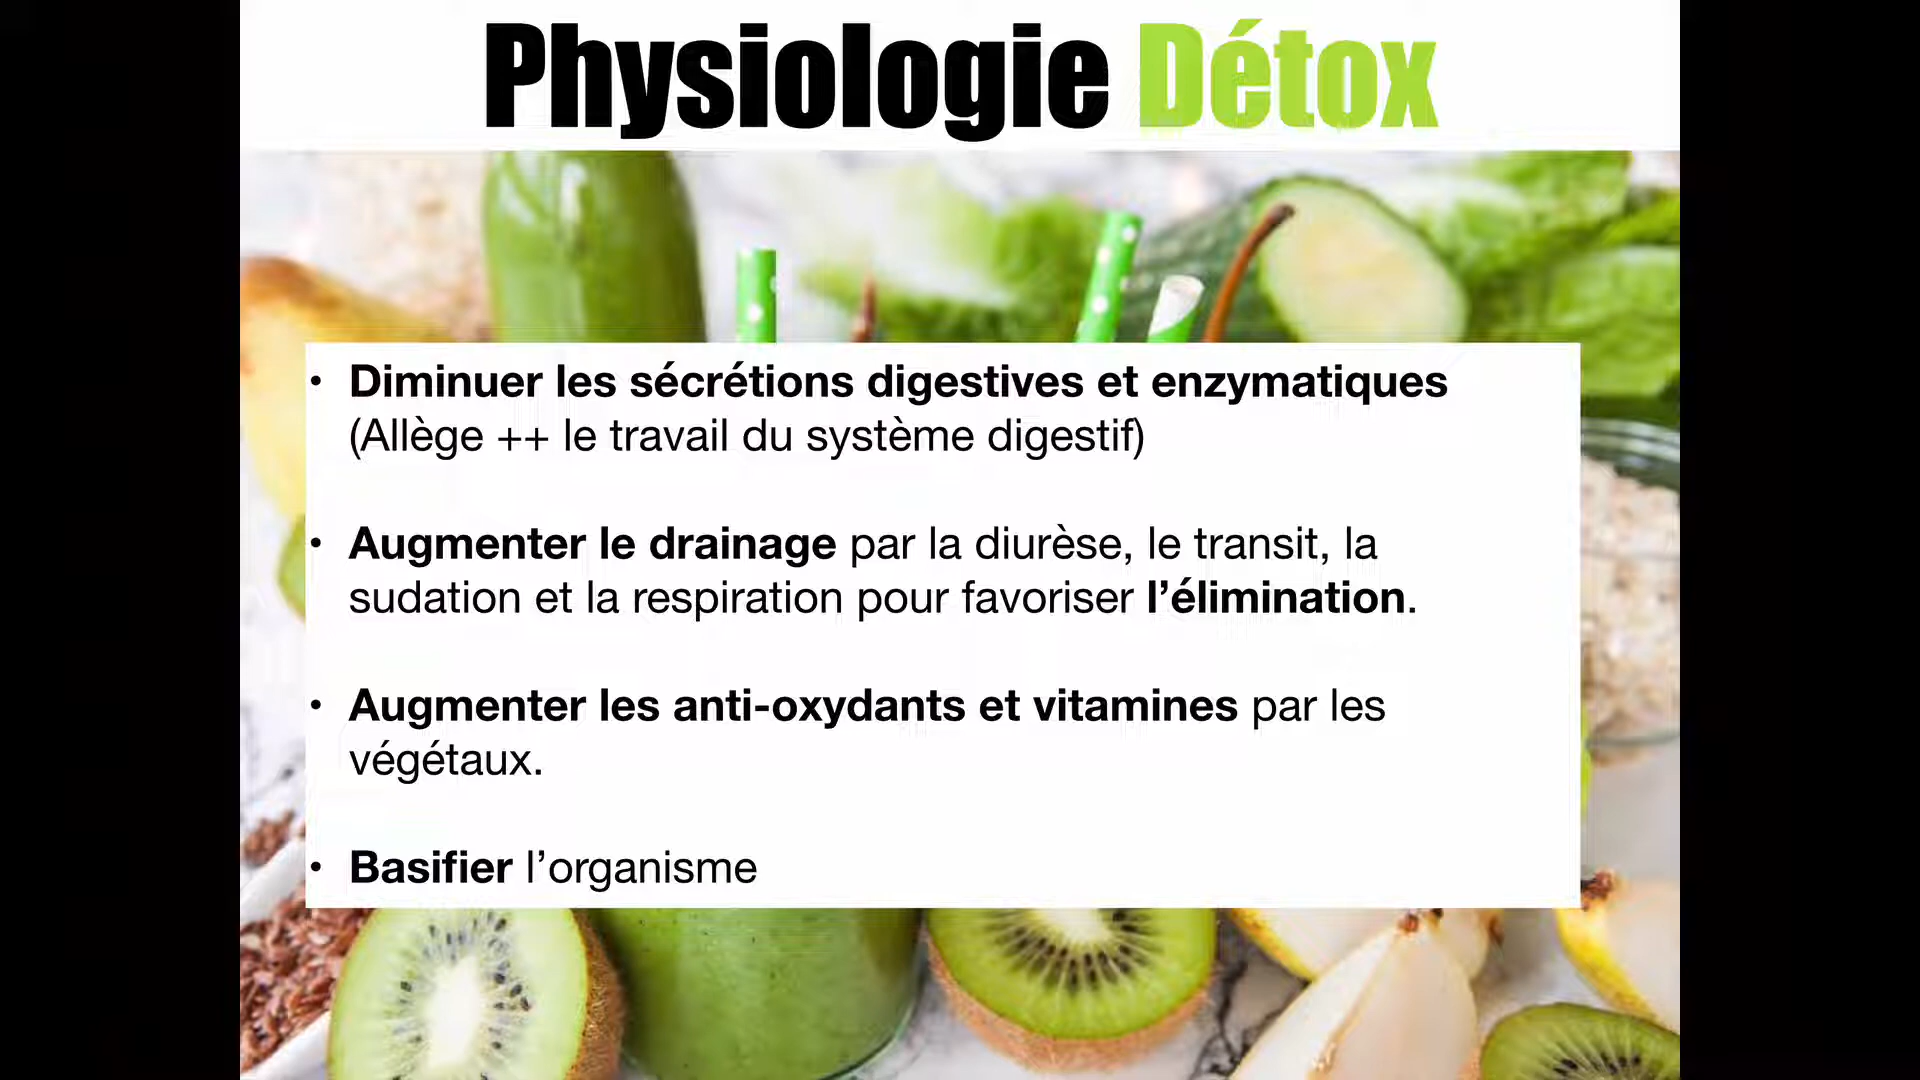 Physiologie Détox
• Diminuer les sécrétions digestives et enzymatiques
(Allège ++ le travail du système digestif)
• Augmenter le drainage par la diurèse, le transit, la
sudation et la respiration pour favoriser l’élimination.
• Augmenter les anti-oxydants et vitamines par les
végétaux.
• Basifier l’organisme